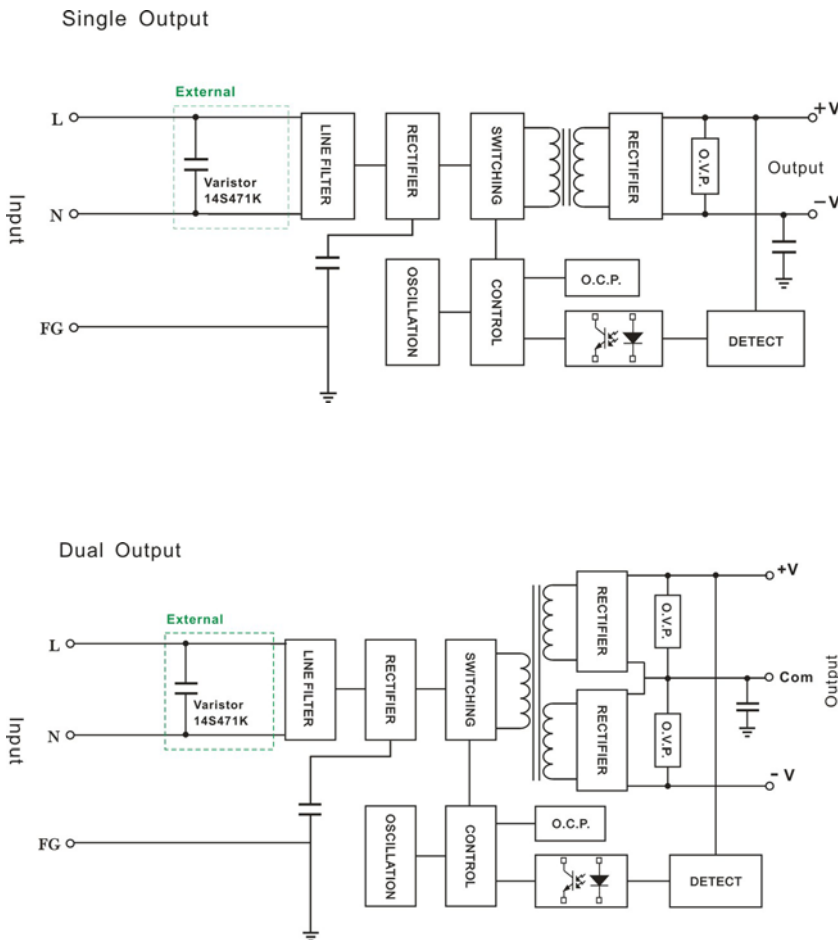 Single Output
External
L
Varistor
14S471K
N
FG
Input
LINE FILTER
RECTIFIER
SWITCHING
RECTIFIER
O.V.P.
+V
Output
−V
OSCILLATION
CONTROL
O.C.P.
DETECT
Dual Output
External
L
Varistor
14S471K
N
FG
Input
LINE FILTER
RECTIFIER
SWITCHING
RECTIFIER
RECTIFIER
O.V.P.
O.V.P.
+V
Com
- V
Output
OSCILLATION
CONTROL
O.C.P.
DETECT